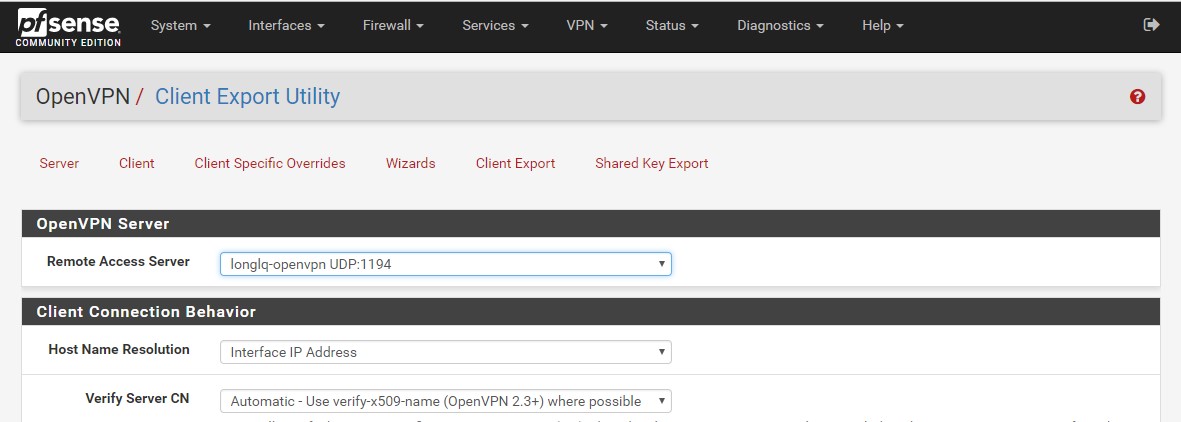 pfsense
COMMUNITY EDITION
System Interfaces Firewall Services VPN Status Diagnostics Help
OpenVPN / Client Export Utility
Server Client Client Specific Overrides Wizards Client Export Shared Key Export
OpenVPN Server
Remote Access Server longlq-openvpn UDP:1194
Client Connection Behavior
Host Name Resolution Interface IP Address
Verify Server CN Automatic - Use verify-x509-name (OpenVPN 2.3+) where possible